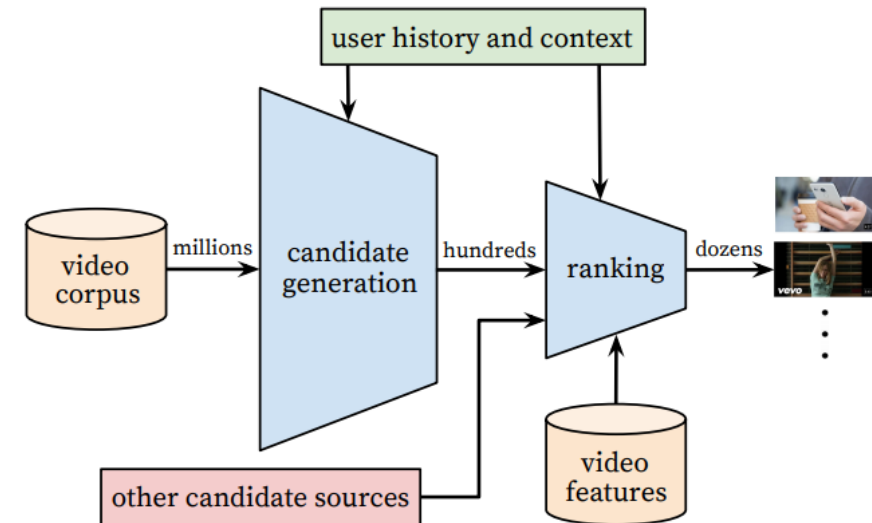 user history and context
video
corpus
millions
candidate
generation
hundreds
ranking
dozens
vevo
other candidate sources
video
features